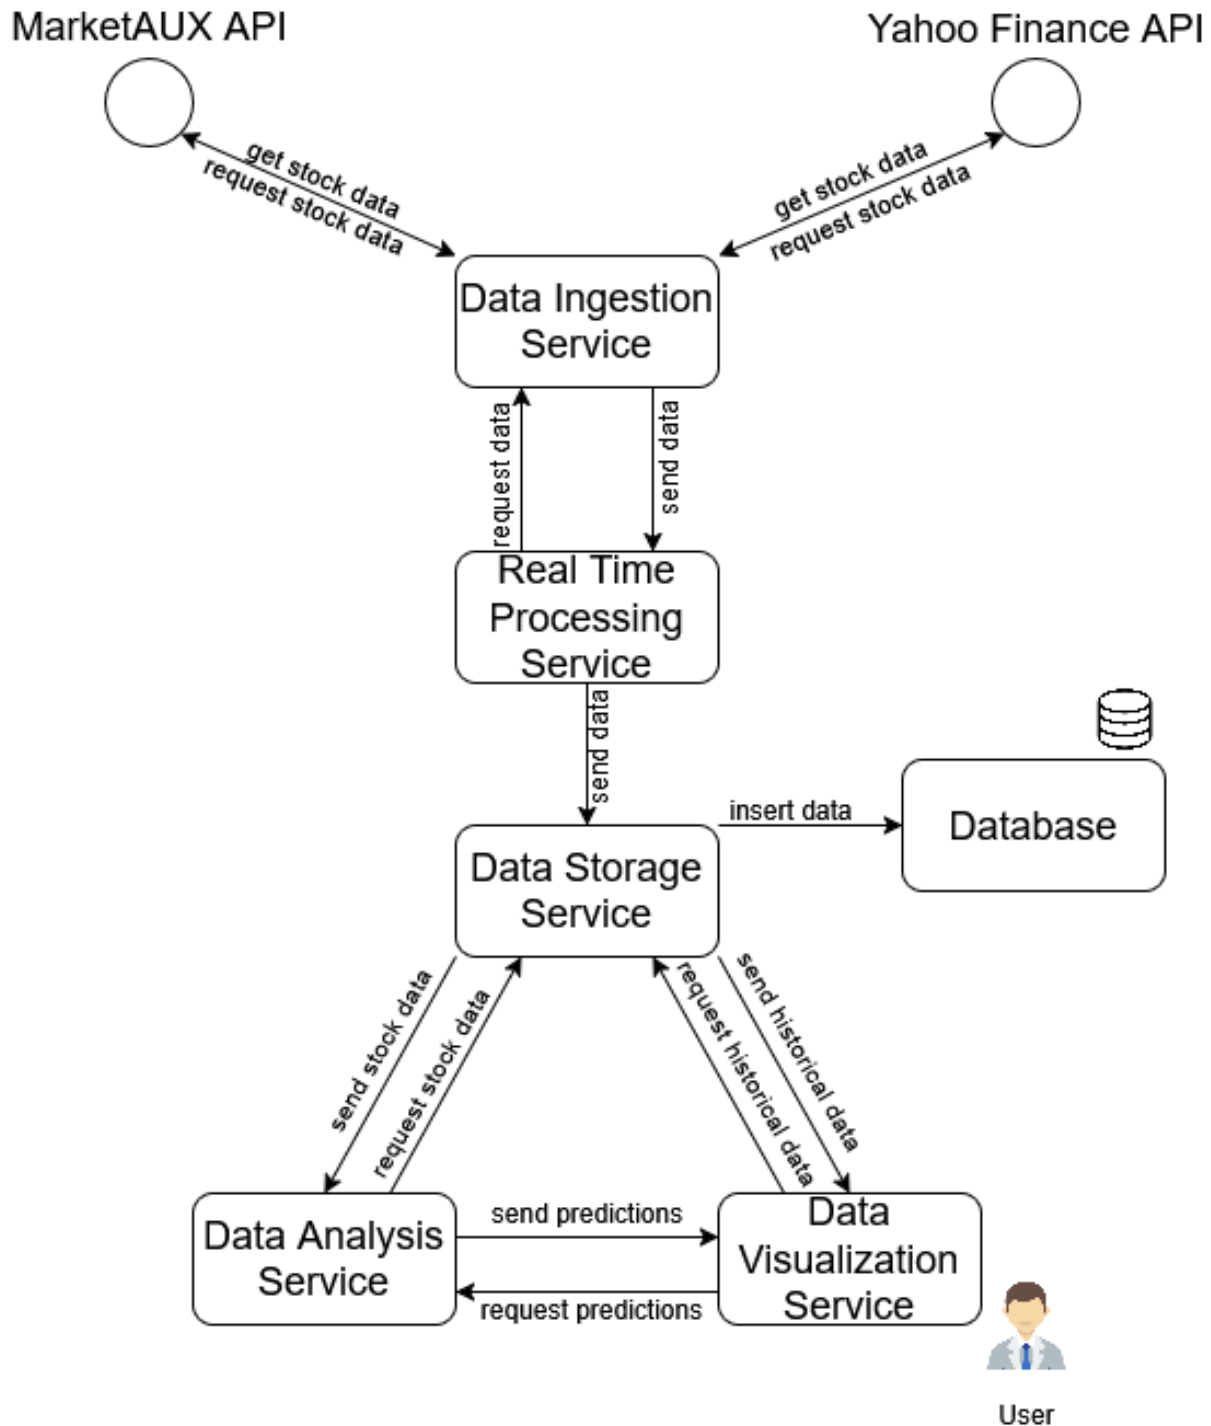 MarketAUX API
Yahoo Finance API
get stock data
request stock data
get stock data
request stock data
Data Ingestion
Service
request data
send data
Real Time
Processing
Service
send data
insert data
Database
Data Storage
Service
send stock data
request stock data
request historical data
send historical data
Data Analysis
Service
send predictions
request predictions
Data
Visualization
Service
User